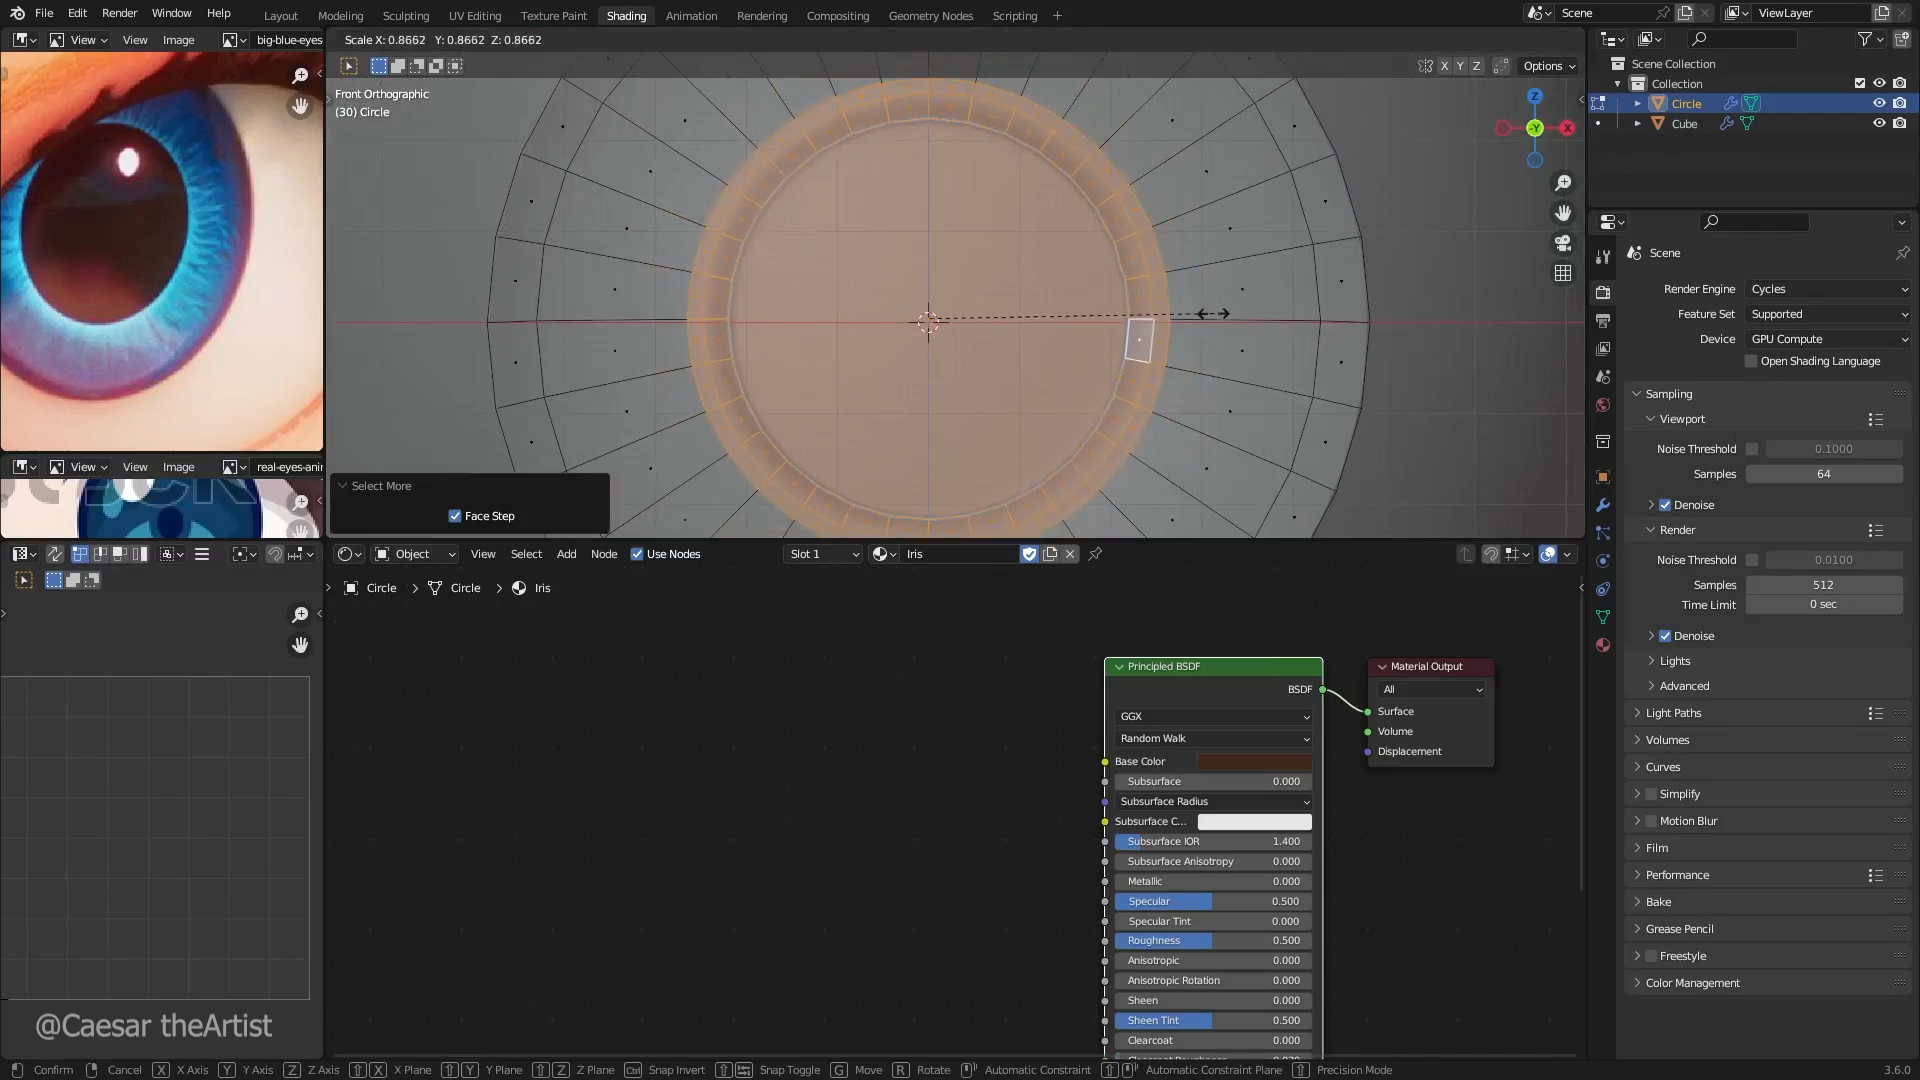 File Edit Render Window Help
Layout Modeling Sculpting UV Editing Texture Paint Shading Animation Rendering Compositing Geometry Nodes Scripting
Scene
ViewLayer
View View Image big-blue-eyes
Scale X: 0.8662 Y: 0.8662 Z: 0.8662
X Y Z Options
Front Orthographic
(30) Circle
Z
-Y
X
Scene Collection
Collection
Circle
Cube
Scene
Render Engine Cycles
Feature Set Supported
Device GPU Compute
Open Shading Language
Sampling
Viewport
Noise Threshold 0.1000
Samples 64
Denoise
Render
Noise Threshold 0.0100
Samples 512
Time Limit 0 sec
Denoise
Lights
Advanced
Light Paths
Volumes
Curves
Simplify
Motion Blur
Film
Performance
Bake
Grease Pencil
Freestyle
Color Management
View View Image real-eyes-anir
Select More
Face Step
Object View Select Add Node Use Nodes Slot 1 Iris
Circle > Circle > Iris
Principled BSDF
BSDF
GGX
Random Walk
Base Color
Subsurface 0.000
Subsurface Radius
Subsurface C...
Subsurface IOR 1.400
Subsurface Anisotropy 0.000
Metallic 0.000
Specular 0.500
Specular Tint 0.000
Roughness 0.500
Anisotropic 0.000
Anisotropic Rotation 0.000
Sheen 0.000
Sheen Tint 0.500
Clearcoat 0.000
Material Output
All
Surface
Volume
Displacement
@Caesar theArtist
Confirm Cancel X X Axis Y Y Axis Z Z Axis X X Plane Y Y Plane Z Z Plane Ctrl Snap Invert Snap Toggle G Move R Rotate Automatic Constraint Automatic Constraint Plane Precision Mode
3.6.0